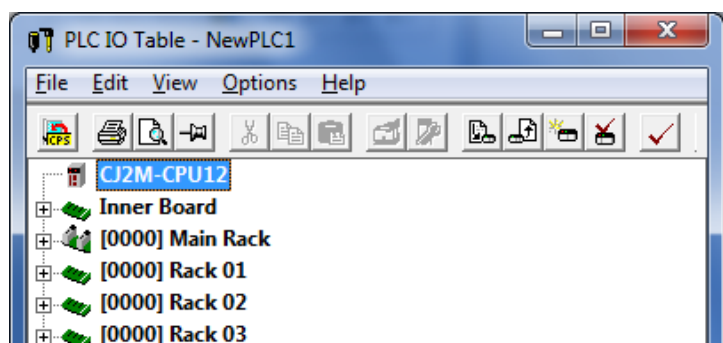 PLC IO Table - NewPLC1
File Edit View Options Help
CPS
CJ2M-CPU12
Inner Board
[0000] Main Rack
[0000] Rack 01
[0000] Rack 02
[0000] Rack 03